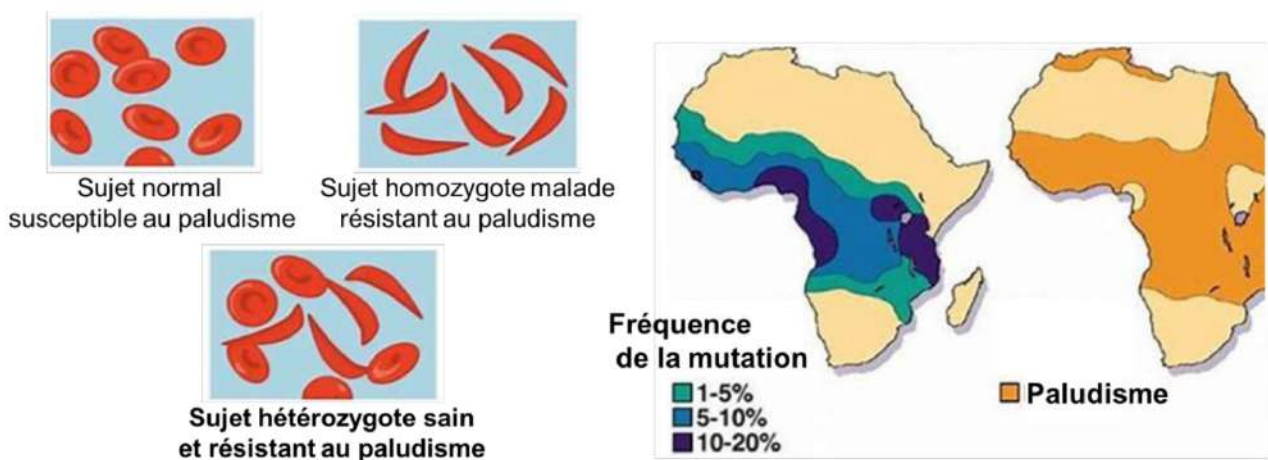 Sujet normal
susceptible au paludisme
Sujet homozygote malade
résistant au paludisme
Sujet hétérozygote sain
et résistant au paludisme
Fréquence
de la mutation
1-5%
5-10%
10-20%
Paludisme